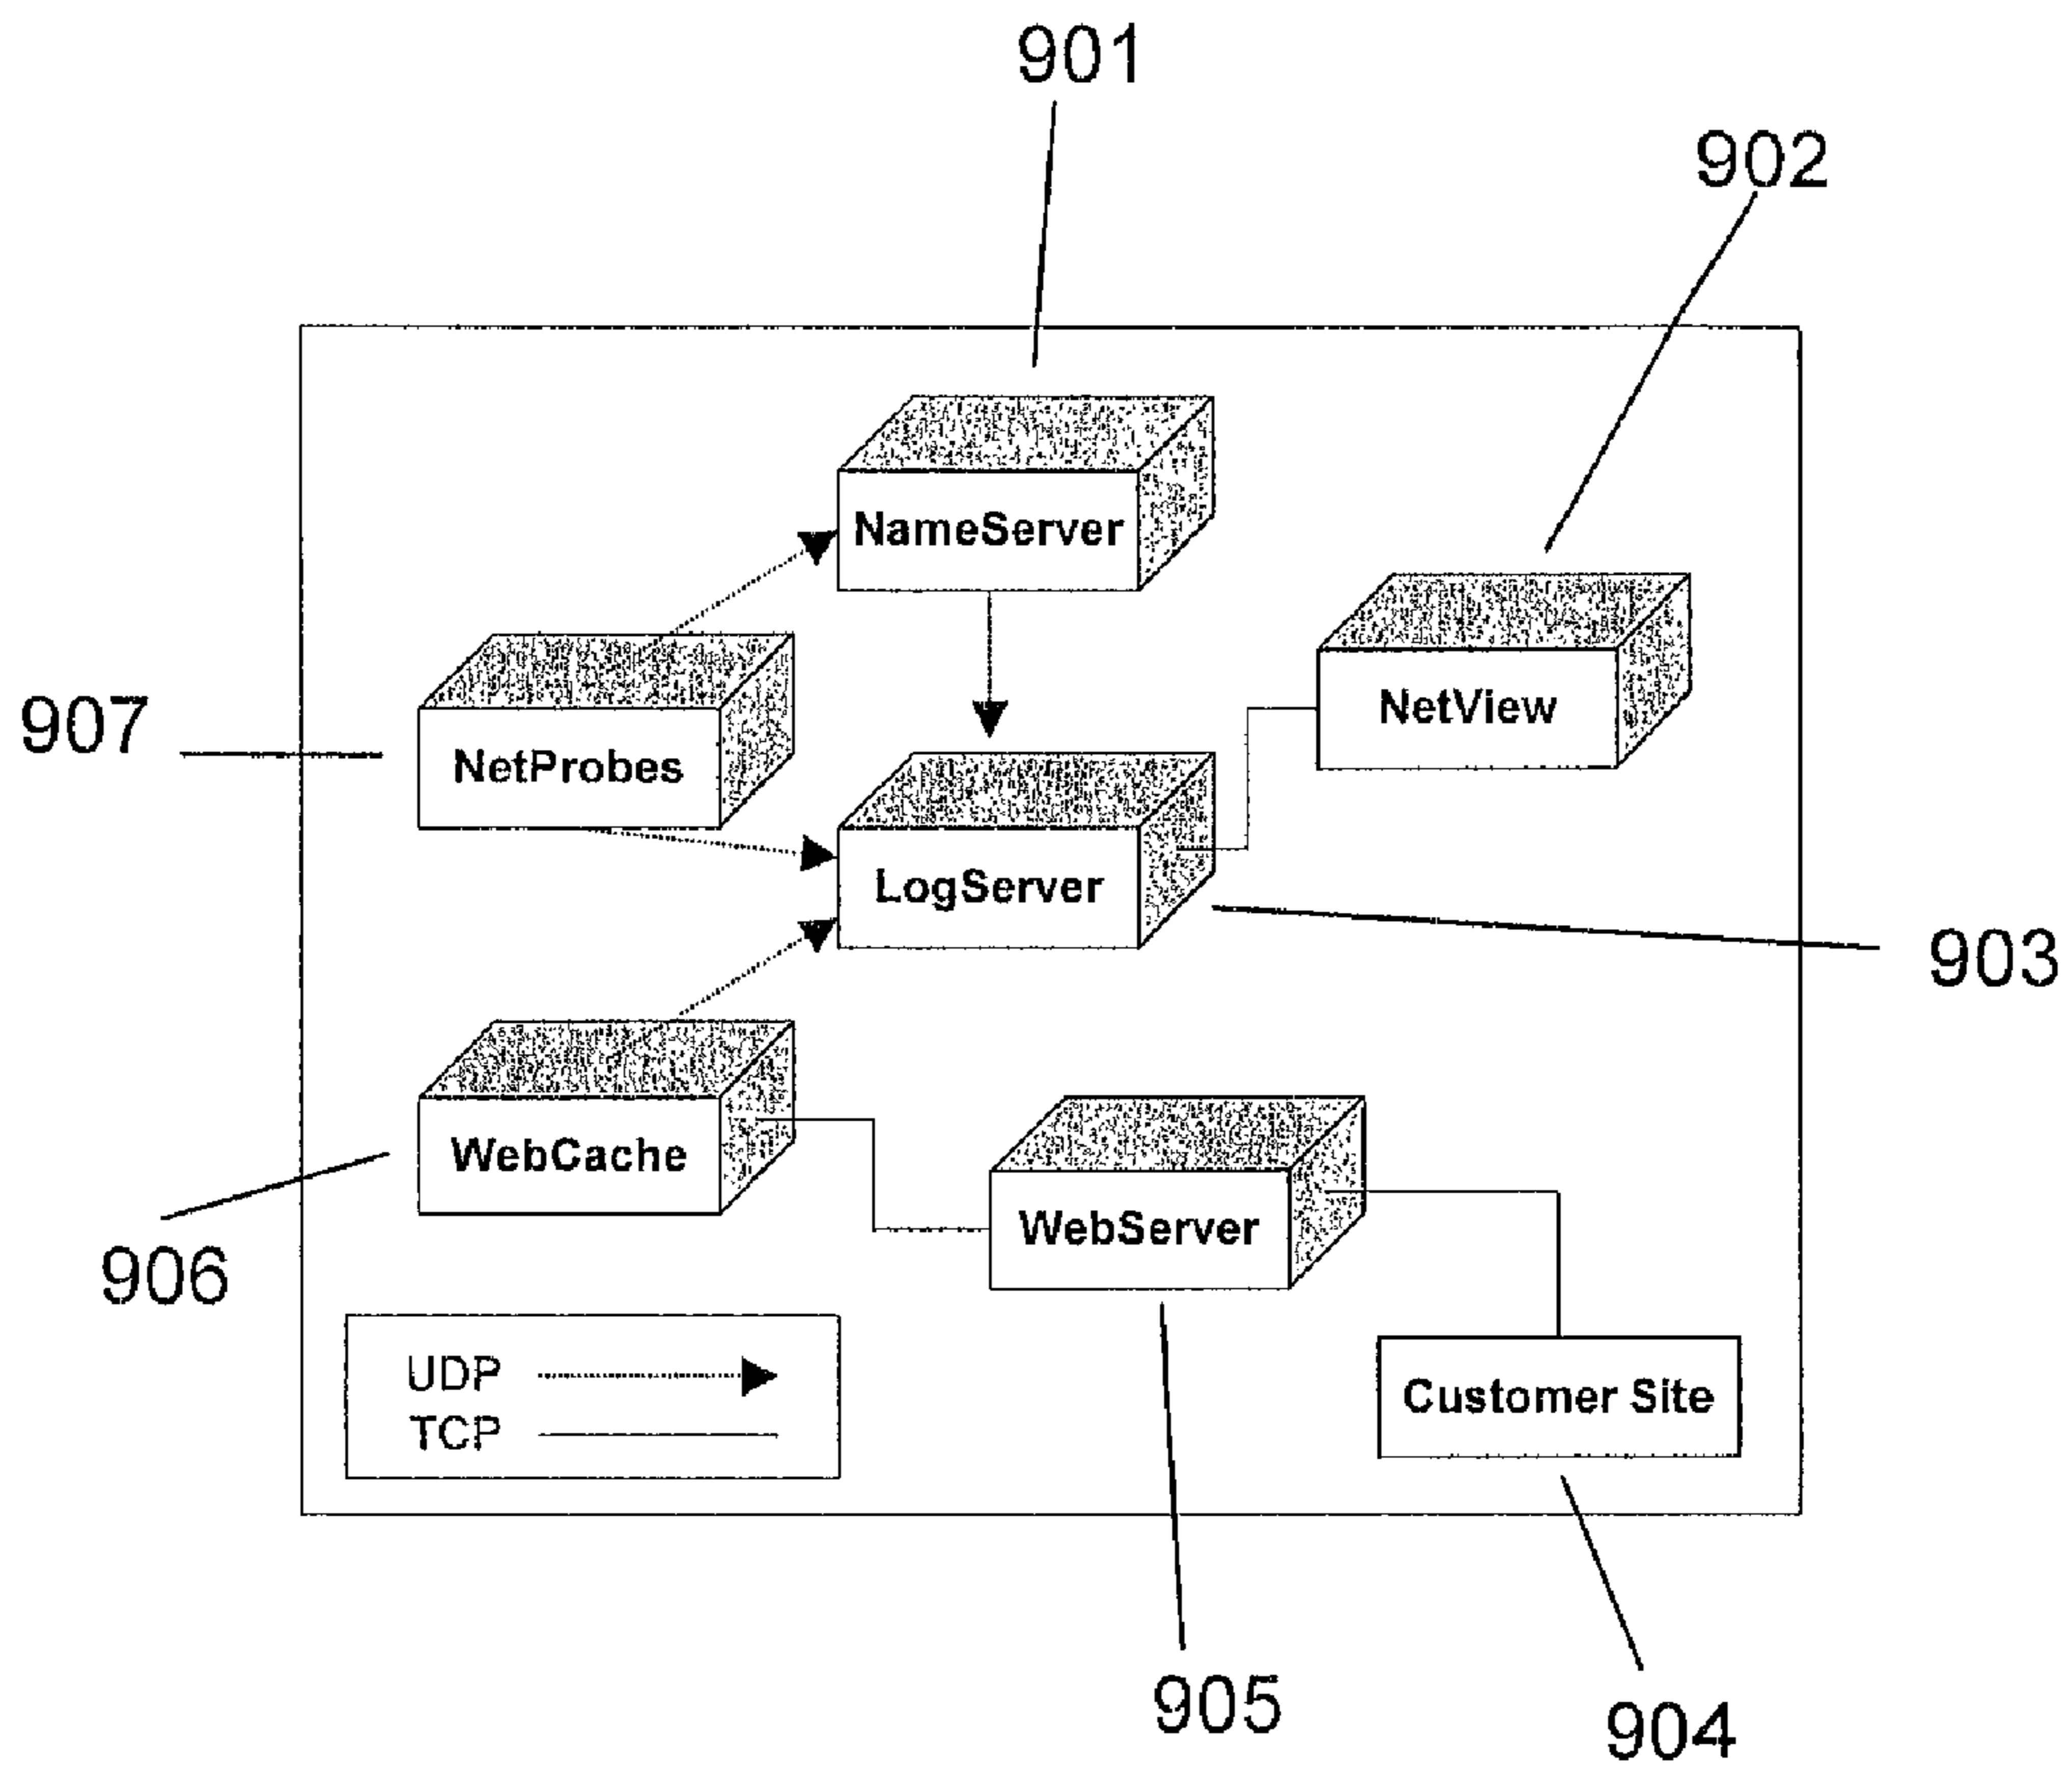 901
902
NameServer
NetView
907
NetProbes
LogServer
903
WebCache
WebServer
906
UDP
TCP
Customer Site
905
904